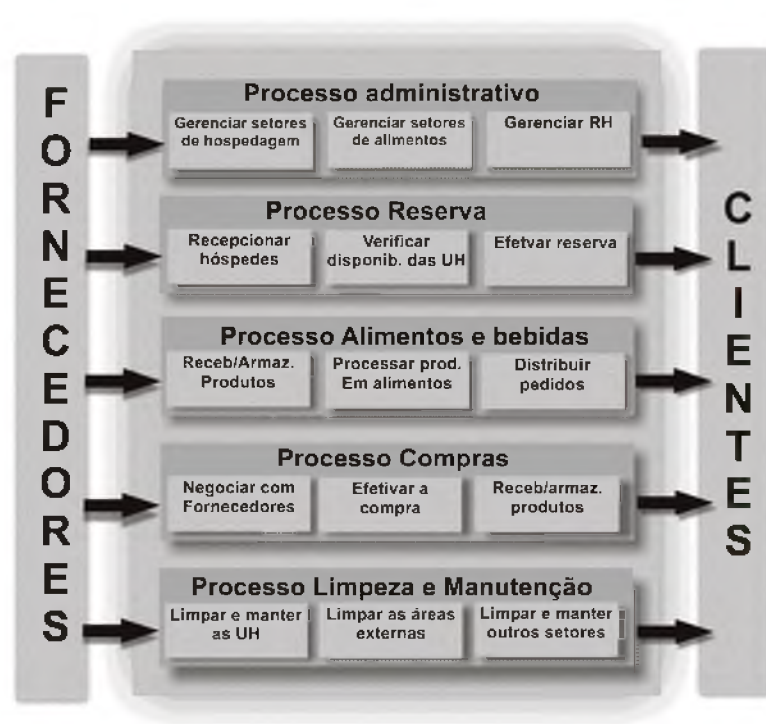 FORNECEDORES
Processo administrativo
Gerenciar setores
de hospedagem
Gerenciar setores
de alimentos
Gerenciar RH
Processo Reserva
Recepcionar
hóspedes
Verificar
disponib. das UH
Efetvar reserva
Processo Alimentos e bebidas
Receb/Armaz.
Produtos
Processar prod.
Em alimentos
Distribuir
pedidos
Processo Compras
Negociar com
Fornecedores
Efetivar a
compra
Receb/armaz.
produtos
Processo Limpeza e Manutenção
Limpar e manter
as UH
Limpar as áreas
externas
Limpar e manter
outros setores
CLIENTES